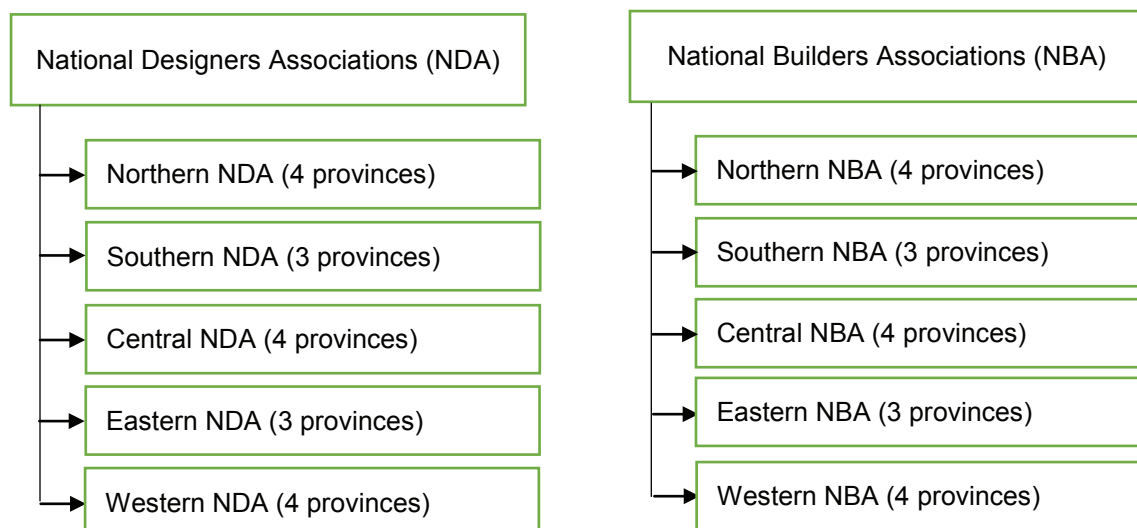 National Designers Associations (NDA)
Northern NDA (4 provinces)
Southern NDA (3 provinces)
Central NDA (4 provinces)
Eastern NDA (3 provinces)
Western NDA (4 provinces)
National Builders Associations (NBA)
Northern NBA (4 provinces)
Southern NBA (3 provinces)
Central NBA (4 provinces)
Eastern NBA (3 provinces)
Western NBA (4 provinces)